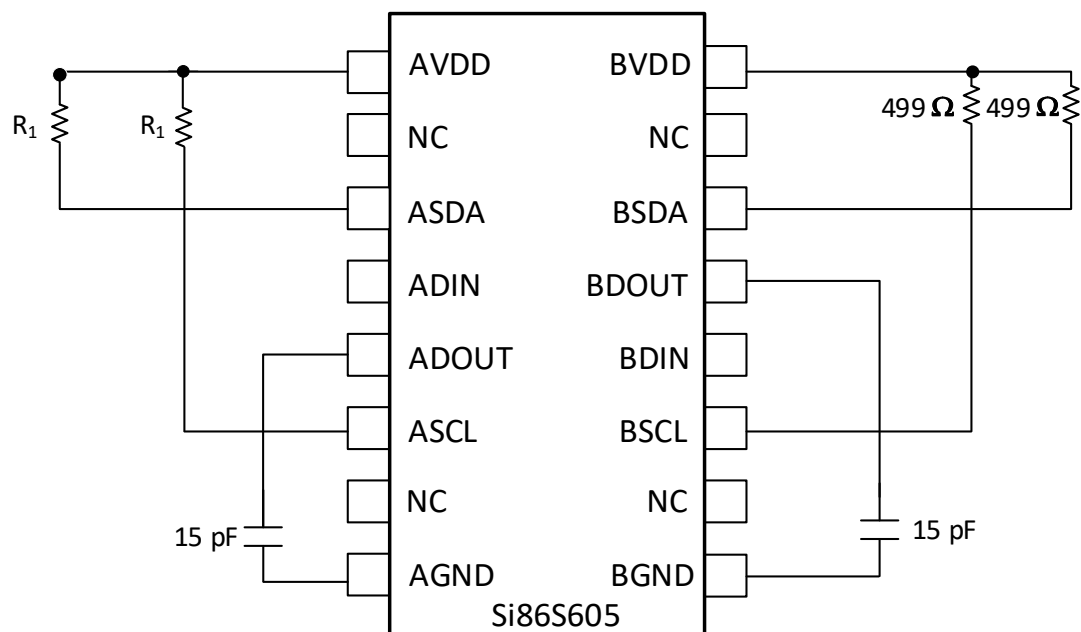 AVDD BVDD
499 Ω 499 Ω
R₁ R₁
NC NC
ASDA BSDA
ADIN BDOUT
ADOUT BDIN
ASCL BSCL
NC NC
15 pF 15 pF
AGND BGND
Si86S605